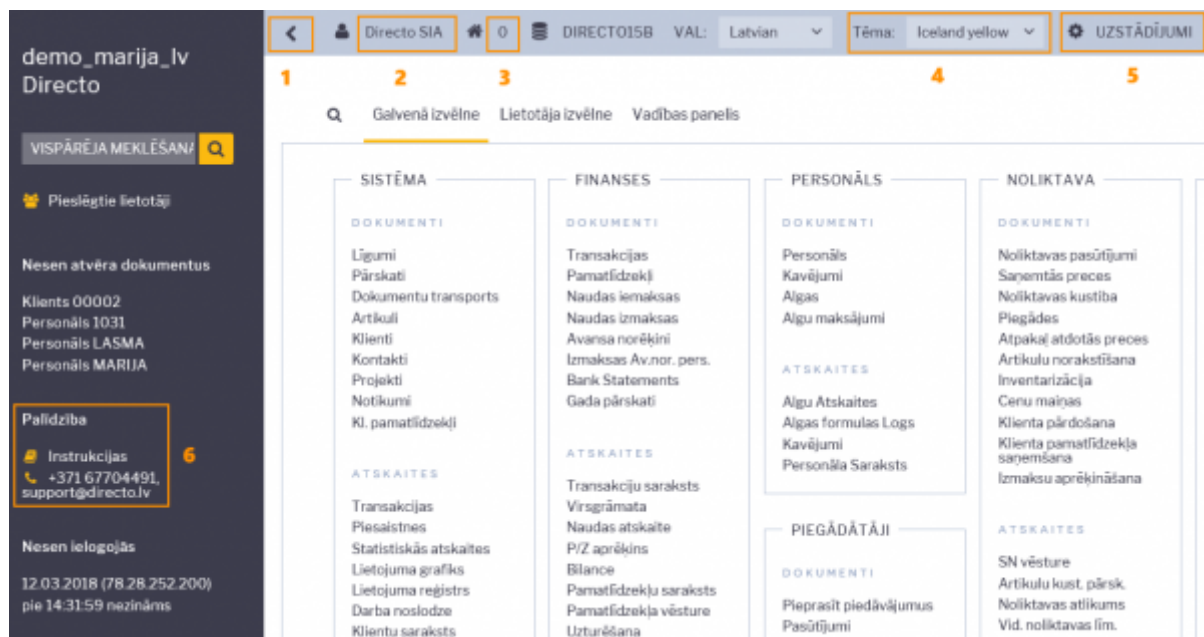 demo_marija_lv
Directo
VISPĀRĒJA MEKLĒŠANA
Pieslēgtie lietotāji
Nesen atvēra dokumentus
Klients 00002
Personāls 1031
Personāls LASMA
Personāls MARIJA
Palīdzība
Instrukcijas
+371 67704491,
support@directo.lv
6
Nesen ielogojās
12.03.2018 (78.28.252.200)
pie 14:31:59 nezināms
Directo SIA
0
DIRECTO15B
VAL:
Latvian
Tēma:
Iceland yellow
UZSTĀDĪJUMI
1
2
3
4
5
Galvenā izvēlne
Lietotāja izvēlne
Vadības panelis
SISTĒMA
DOKUMENTI
Līgumi
Pārskati
Dokumentu transports
Artikuli
Klienti
Kontakti
Projekti
Notikumi
Kl. pamatlīdzekļi
ATSKAITES
Transakcijas
Piesaistnes
Statistiskās atskaites
Lietojuma grafiks
Lietojuma reģistrs
Darba noslodze
Klientu saraksts
FINANSES
DOKUMENTI
Transakcijas
Pamatlīdzekļi
Naudas iemaksas
Naudas izmaksas
Avansa norēķini
Izmaksas Av.nor. pers.
Bank Statements
Gada pārskati
ATSKAITES
Transakciju saraksts
Virsgrāmata
Naudas atskaite
P/Z aprēķins
Bilance
Pamatlīdzekļu saraksts
Pamatlīdzekļa vēsture
Uzturēšana
PERSONĀLS
DOKUMENTI
Personāls
Kavējumi
Algas
Algu maksājumi
ATSKAITES
Algu Atskaites
Algas formulas Logs
Kavējumi
Personāla Saraksts
PIEGĀDĀTĀJI
DOKUMENTI
Pieprasīt piedāvājumus
Pasūtījumi
NOLIKTAVA
DOKUMENTI
Noliktavas pasūtījumi
Saņemtās preces
Noliktavas kustība
Piegādes
Atpakaļ atdotās preces
Artikulu norakstīšana
Inventarizācija
Cenu maiņas
Klienta pārdošana
Klienta pamatlīdzekļa
saņemšana
Izmaksu aprēķināšana
ATSKAITES
SN vēsture
Artikulu kust. pārsk.
Noliktavas atlikums
Vid. noliktavas līm.